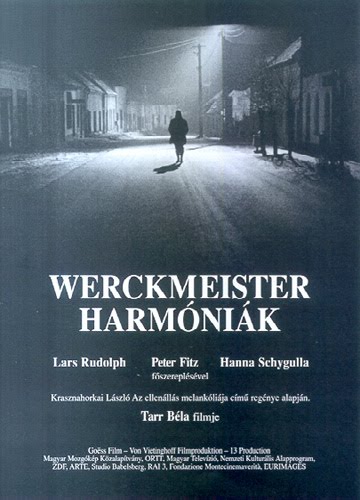 WERCKMEISTER
HARMÓNIÁK
Lars Rudolph Peter Fitz Hanna Schygulla
főszereplésével
Krasznahorkai László Az ellenállás melankóliája című regénye alapján.
Tarr Béla filmje
Goëss Film – Von Vietinghoff Filmproduktion – 13 Production
Magyar Mozgókép Közalapítvány, ORTT, Magyar Televízió, Nemzeti Kulturális Alapprogram,
ZDF, ARTE, Studio Babelsberg, RAI 3, Fondazione Montecinemaverità, EURIMAGES